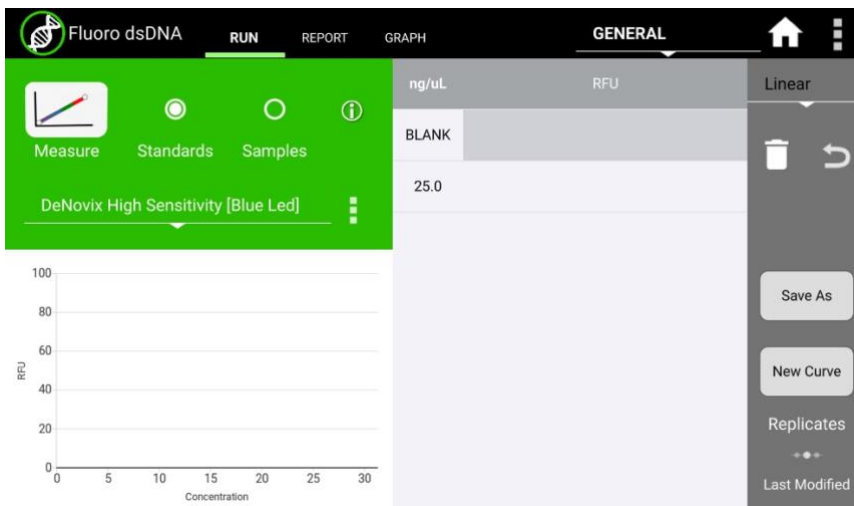 Fluoro dsDNA
RUN
REPORT
GRAPH
GENERAL
Measure
Standards
Samples
DeNovix High Sensitivity [Blue Led]
ng/uL
RFU
BLANK
25.0
Linear
Save As
New Curve
Replicates
Last Modified
100
80
60
40
20
0
RFU
0 5 10 15 20 25 30
Concentration